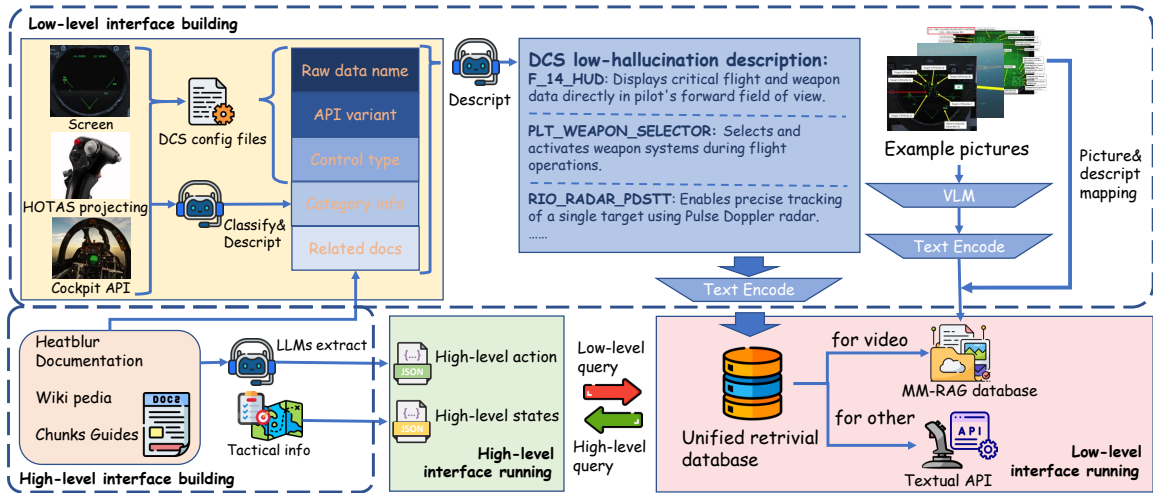 Low-level interface building
Screen
HOTAS projecting
Cockpit API
DCS config files
Classify&
Descript
Raw data name
API variant
Control type
Category info
Related docs
Descript
DCS low-hallucination description:
F_14_HUD: Displays critical flight and weapon
data directly in pilot's forward field of view.
PLT_WEAPON_SELECTOR: Selects and
activates weapon systems during flight
operations.
RIO_RADAR_PDSTT: Enables precise tracking
of a single target using Pulse Doppler radar.
......
Text Encode
Example pictures
VLM
Text Encode
Picture&
descript
mapping
Heatblur
Documentation
Wiki pedia
Chunks Guides
DOCS
LLMs extract
Tactical info
High-level interface building
{...}
JSON
High-level action
{...}
JSON
High-level states
High-level
interface running
Low-level
query
High-level
query
Unified retrivial
database
for video
MM-RAG database
for other
API
Textual API
Low-level
interface running